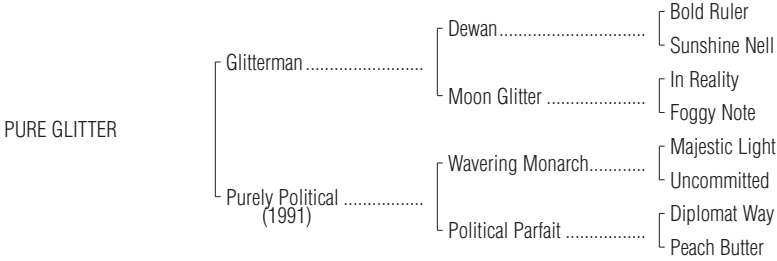 Bold Ruler
Dewan..............................
Sunshine Nell
Glitterman ........................
In Reality
Moon Glitter ....................
Foggy Note
PURE GLITTER
Majestic Light
Wavering Monarch............
Uncommitted
Purely Political ................
(1991)
Diplomat Way
Political Parfait ................
Peach Butter